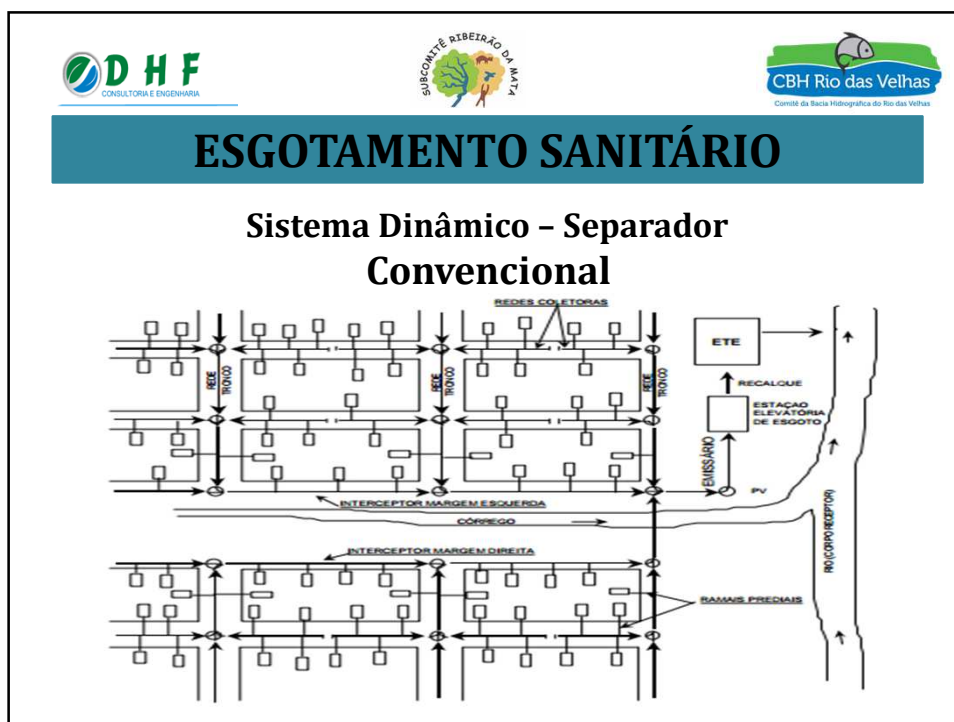 DHF
CONSULTORIA E ENGENHARIA
SUBCOMITÊ RIBEIRÃO DA MATA
CBH Rio das Velhas
Comitê da Bacia Hidrográfica do Rio das Velhas
ESGOTAMENTO SANITÁRIO
Sistema Dinâmico – Separador
Convencional
REDES COLETORAS
ETE
REDE
TRONCO
REDE
TRONCO
REDE
TRONCO
RECALQUE
ESTAÇAO
ELEVATÓRIA
DE ESGOTO
EMISSÁRIO
PV
INTERCEPTOR MARGEM ESQUERDA
CÓRREGO
RIO (CORPO RECEPTOR)
INTERCEPTOR MARGEM DIREITA
RAMAIS PREDIAIS